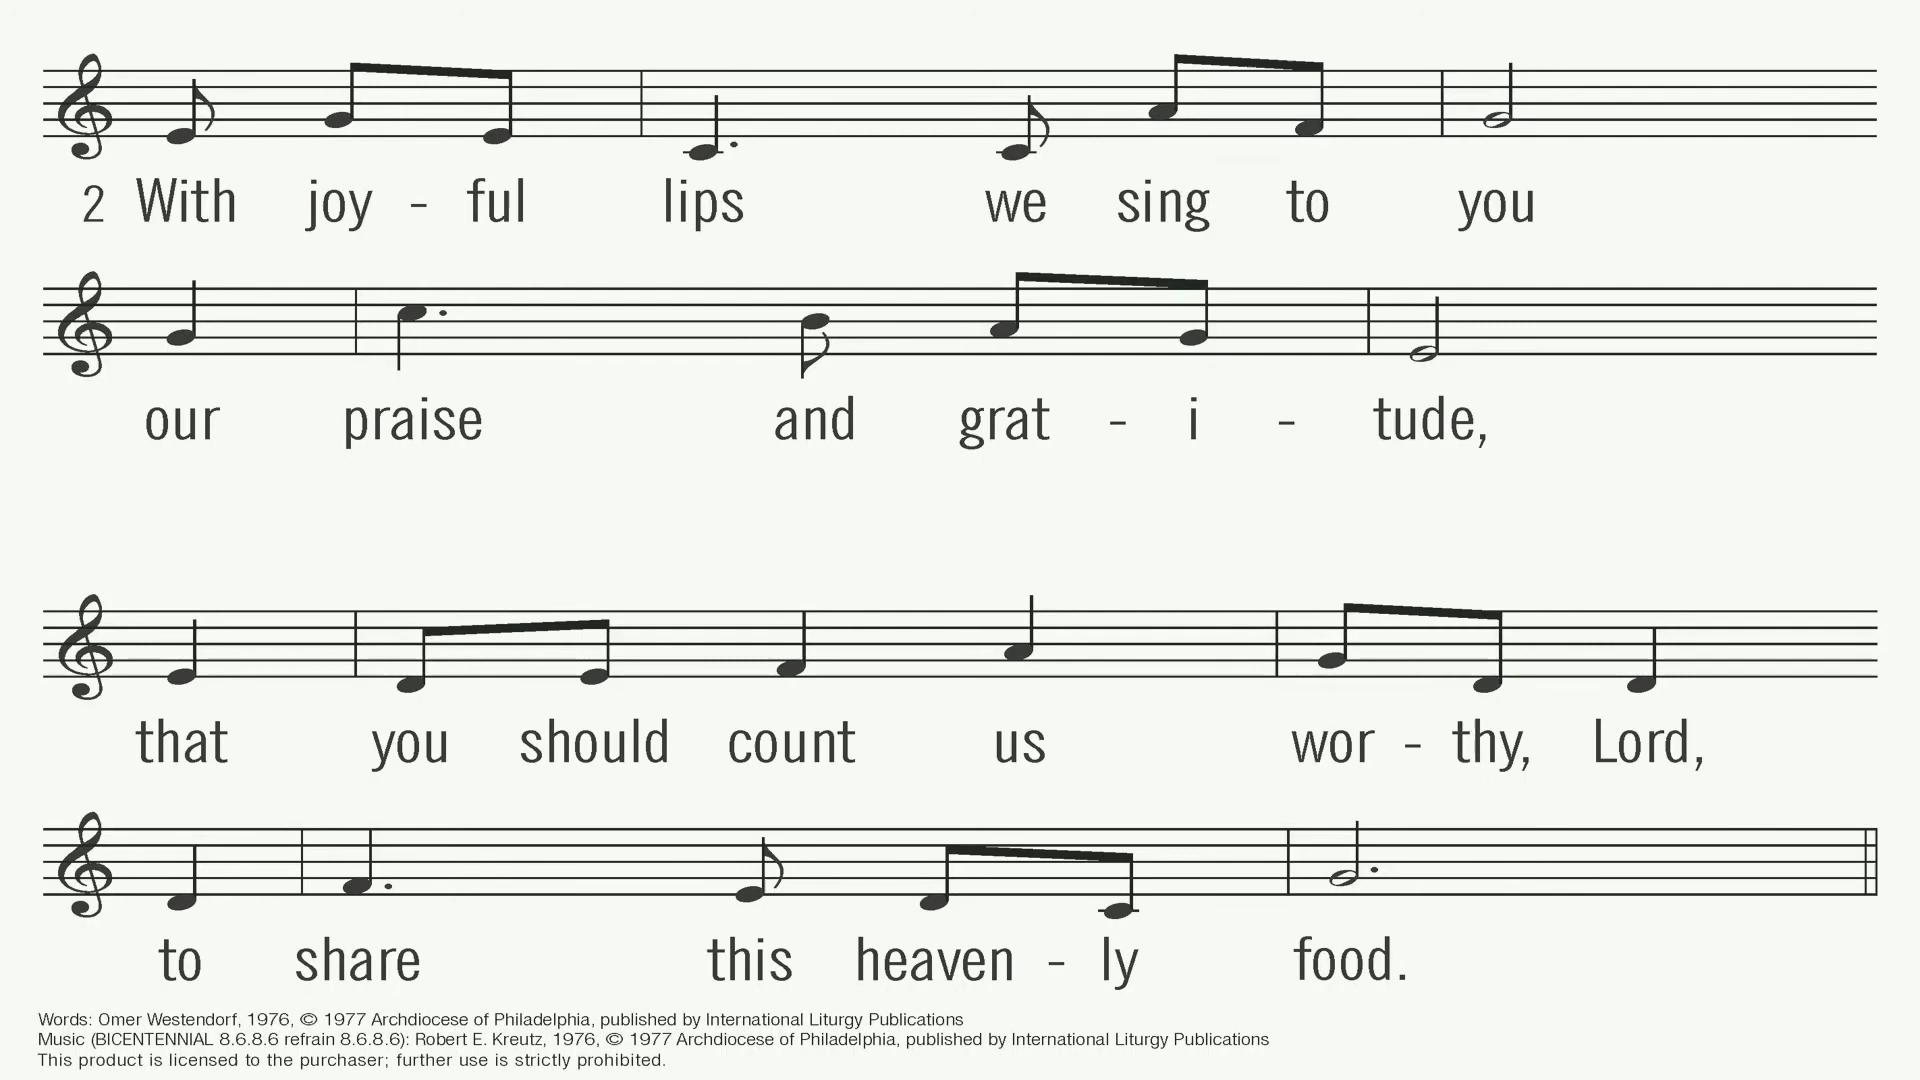 2 With joy - ful lips we sing to you
our praise and grat - i - tude,
that you should count us wor - thy, Lord,
to share this heaven - ly food.
Words: Omer Westendorf, 1976, © 1977 Archdiocese of Philadelphia, published by International Liturgy Publications
Music (BICENTENNIAL 8.6.8.6 refrain 8.6.8.6): Robert E. Kreutz, 1976, © 1977 Archdiocese of Philadelphia, published by International Liturgy Publications
This product is licensed to the purchaser; further use is strictly prohibited.